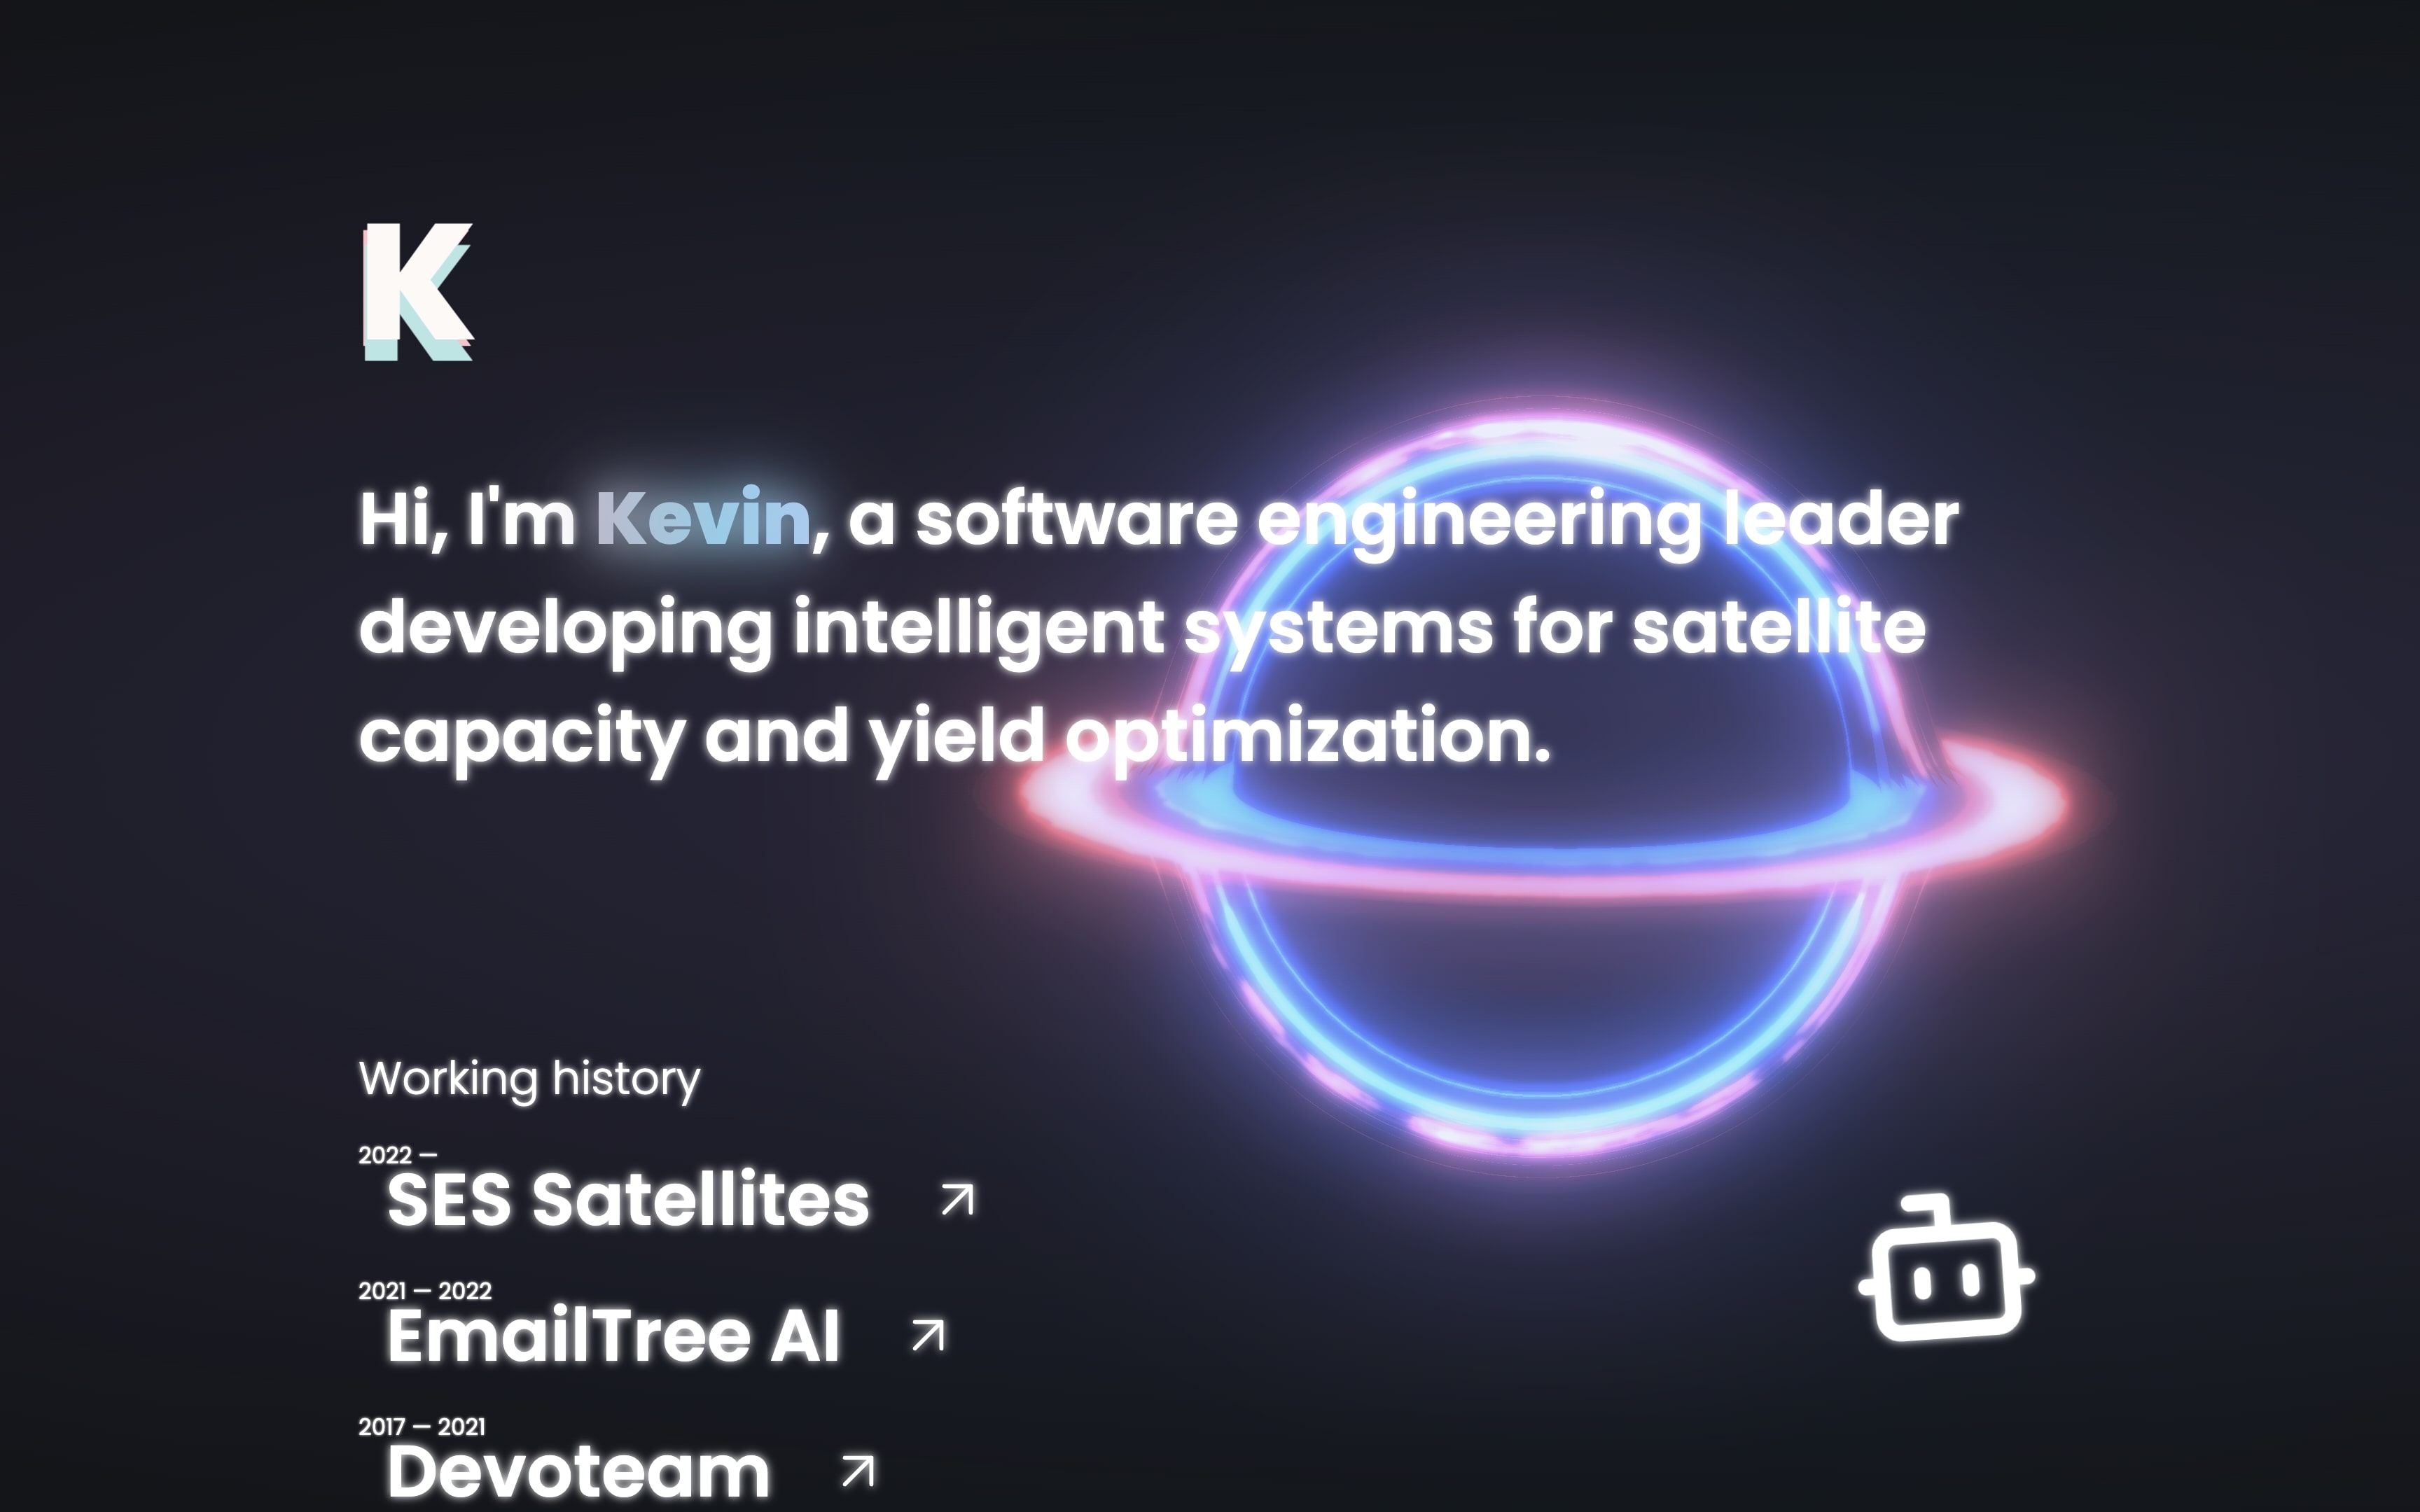 K
Hi, I'm Kevin, a software engineering leader
developing intelligent systems for satellite
capacity and yield optimization.
Working history
2022 —
SES Satellites
2021 — 2022
EmailTree AI
2017 — 2021
Devoteam